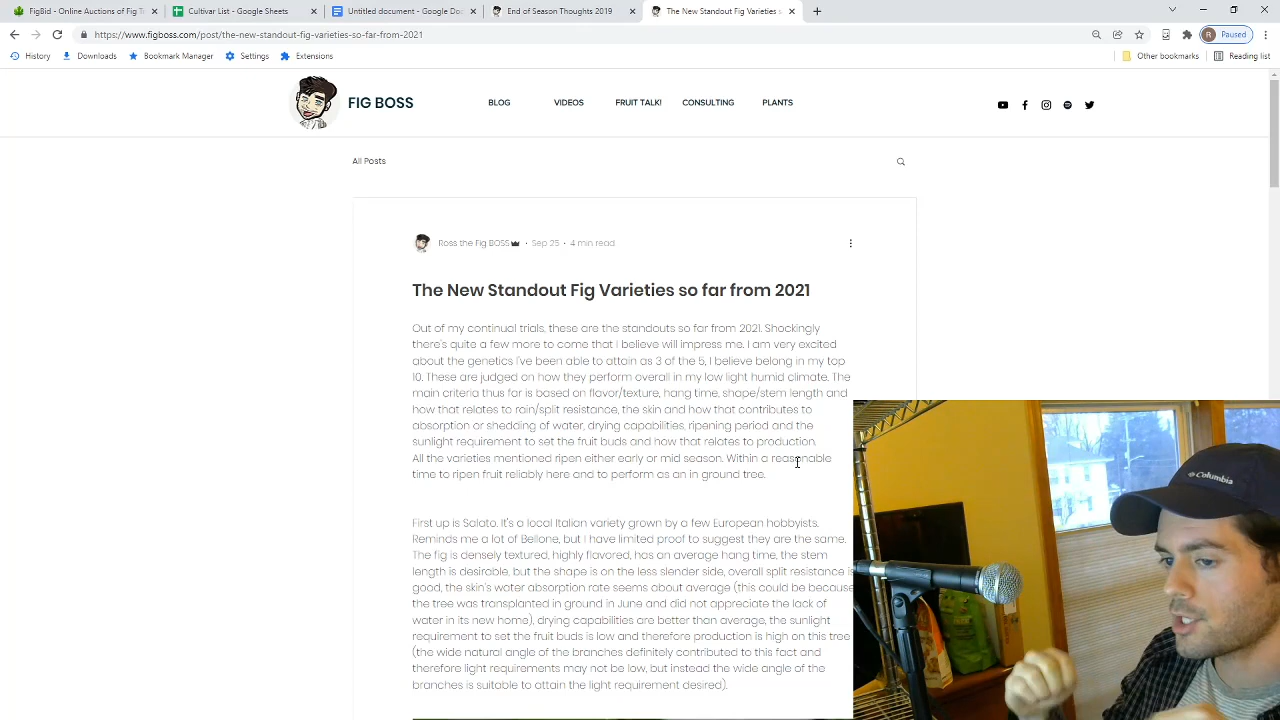 FigBid - Online Auctions of Fig T
Cultivar List - Google Sheets
Untitled document - Google Doc
End of Season Thoughts 2019
The New Standout Fig Varieties s
https://www.figboss.com/post/the-new-standout-fig-varieties-so-far-from-2021
R Paused
History
Downloads
Bookmark Manager
Settings
Extensions
Other bookmarks
Reading list
FIG BOSS
BLOG
VIDEOS
FRUIT TALK!
CONSULTING
PLANTS
All Posts
Ross the Fig BOSS · Sep 25 · 4 min read
The New Standout Fig Varieties so far from 2021
Out of my continual trials, these are the standouts so far from 2021. Shockingly
there's quite a few more to come that I believe will impress me. I am very excited
about the genetics I've been able to attain as 3 of the 5, I believe belong in my top
10. These are judged on how they perform overall in my low light humid climate. The
main criteria thus far is based on flavor/texture, hang time, shape/stem length and
how that relates to rain/split resistance, the skin and how that contributes to
absorption or shedding of water, drying capabilities, ripening period and the
sunlight requirement to set the fruit buds and how that relates to production.
All the varieties mentioned ripen either early or mid season. Within a reasonable
time to ripen fruit reliably here and to perform as an in ground tree.
First up is Salato. It's a local Italian variety grown by a few European hobbyists.
Reminds me a lot of Bellone, but I have limited proof to suggest they are the same.
The fig is densely textured, highly flavored, has an average hang time, the stem
length is desirable, but the shape is on the less slender side, overall split resistance is
good, the skin's water absorption rate seems about average (this could be because
the tree was transplanted in ground in June and did not appreciate the lack of
water in its new home), drying capabilities are better than average, the sunlight
requirement to set the fruit buds is low and therefore production is high on this tree
(the wide natural angle of the branches definitely contributed to this fact and
therefore light requirements may not be low, but instead the wide angle of the
branches is suitable to attain the light requirement desired).
Columbia